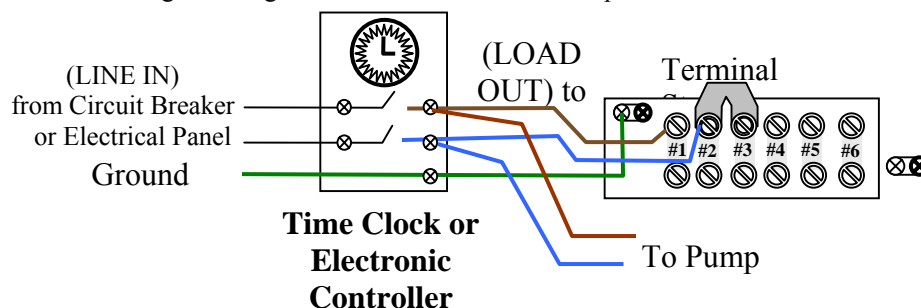 (LINE IN)
from Circuit Breaker
or Electrical Panel
Ground
(LOAD
OUT) to
Terminal
#1 #2 #3 #4 #5 #6
Time Clock or
Electronic
Controller
To Pump